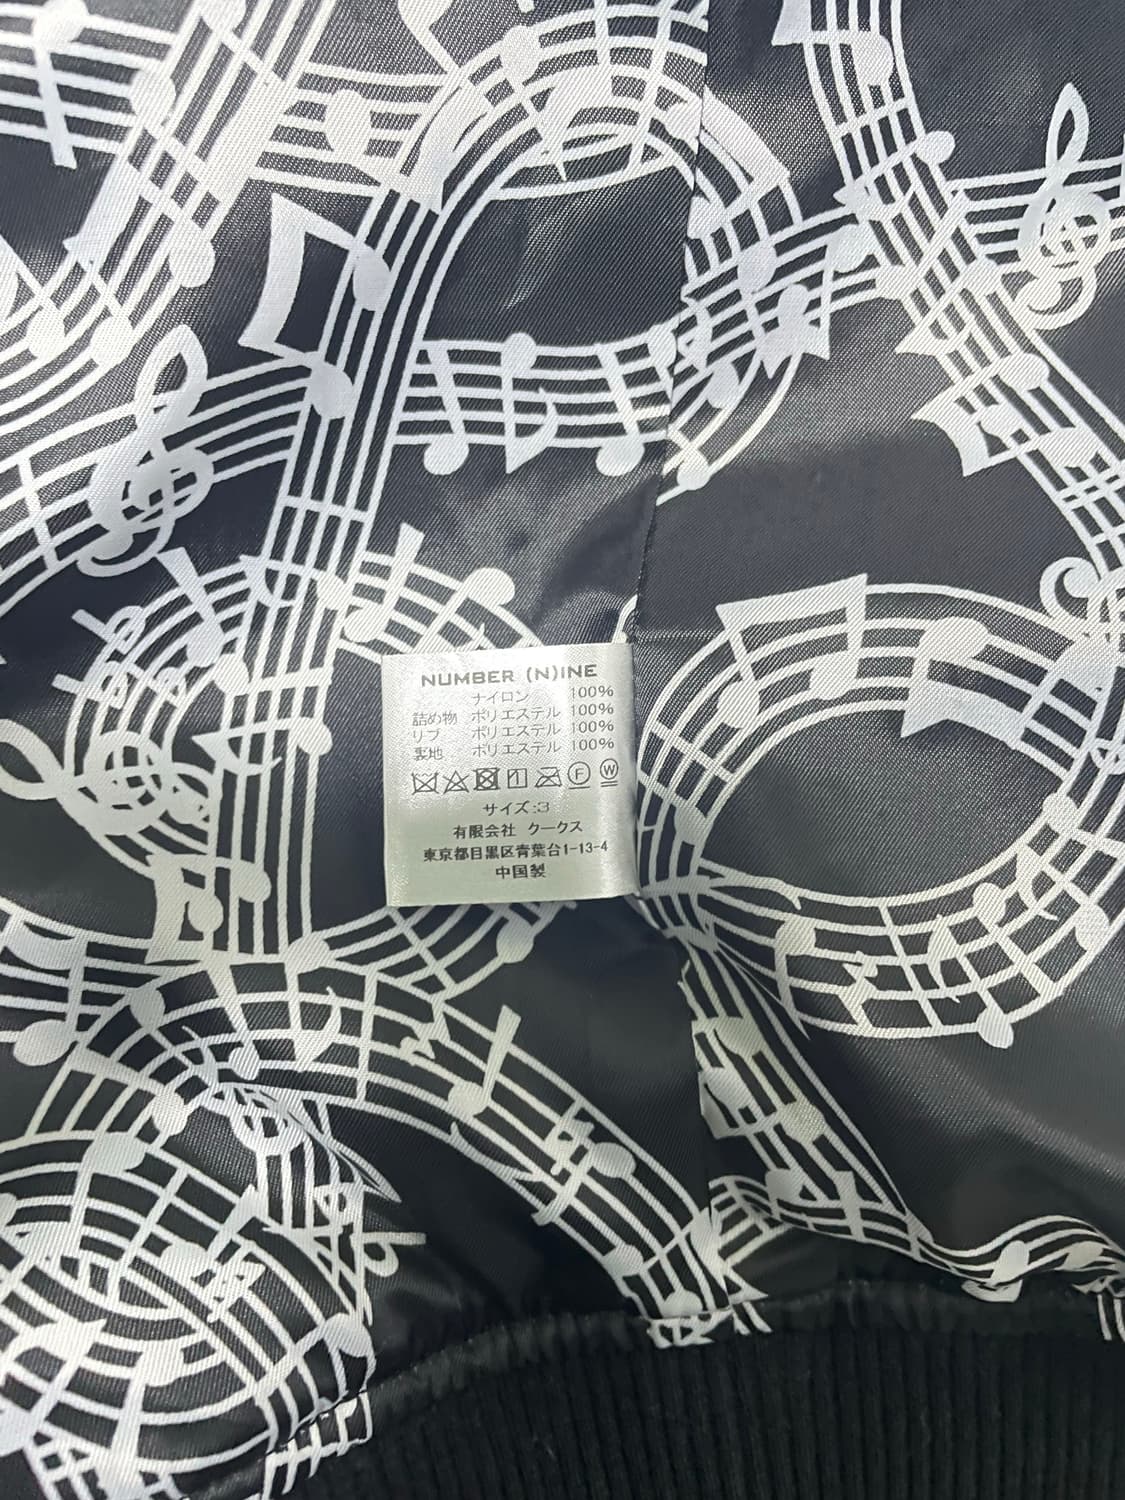 NUMBER (N)INE
ナイロン 100%
詰め物 ポリエステル 100%
リブ ポリエステル 100%
裏地 ポリエステル 100%
F W
サイズ:3
有限会社 クークス
東京都目黒区青葉台1-13-4
中国製